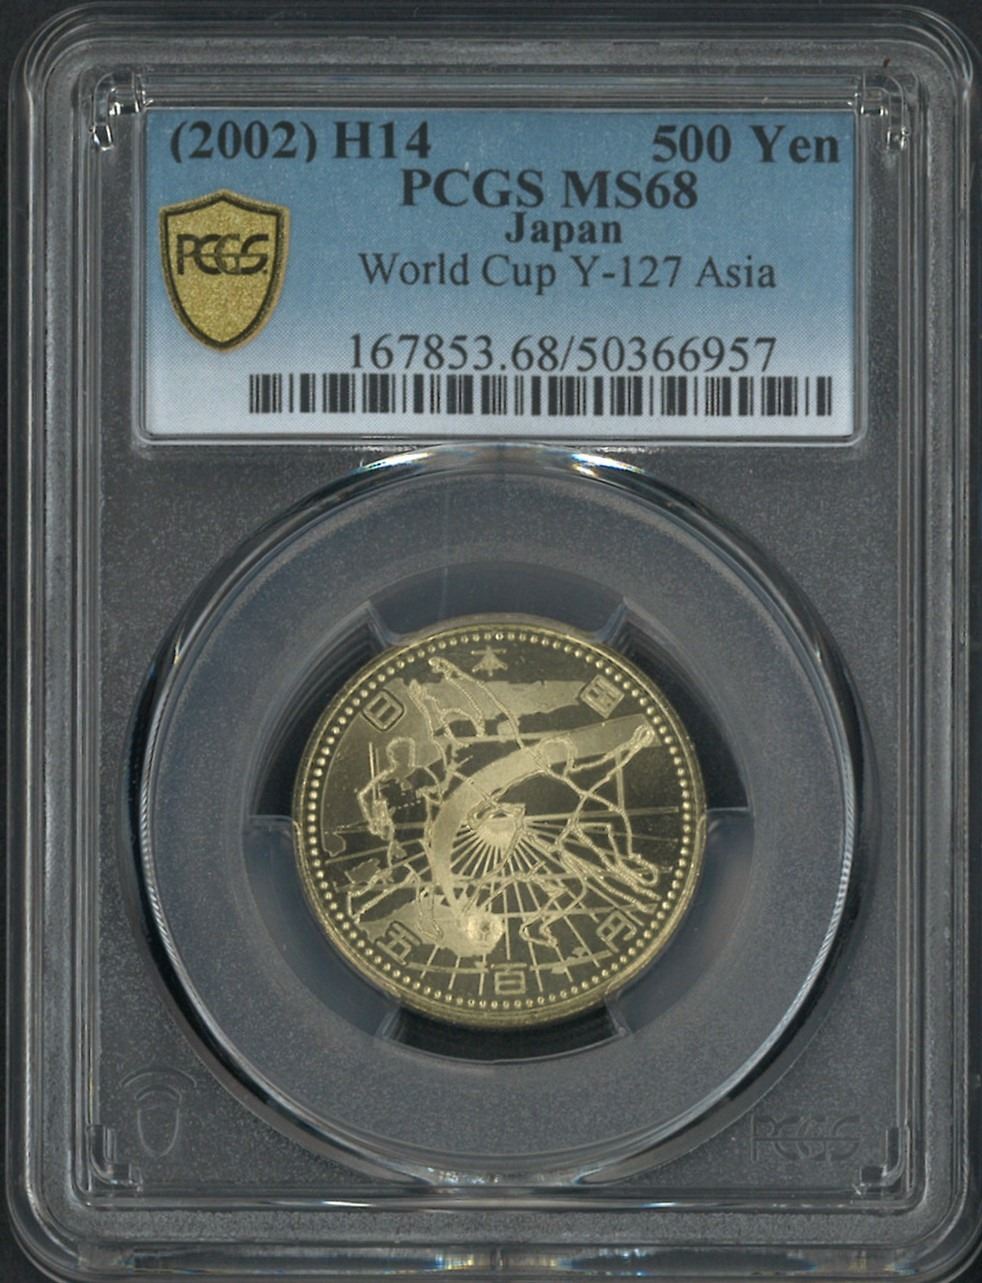 (2002) H14 500 Yen
PCGS MS68
Japan
World Cup Y-127 Asia
PCGS
167853.68/50366957
日本国
五百円
PCGS